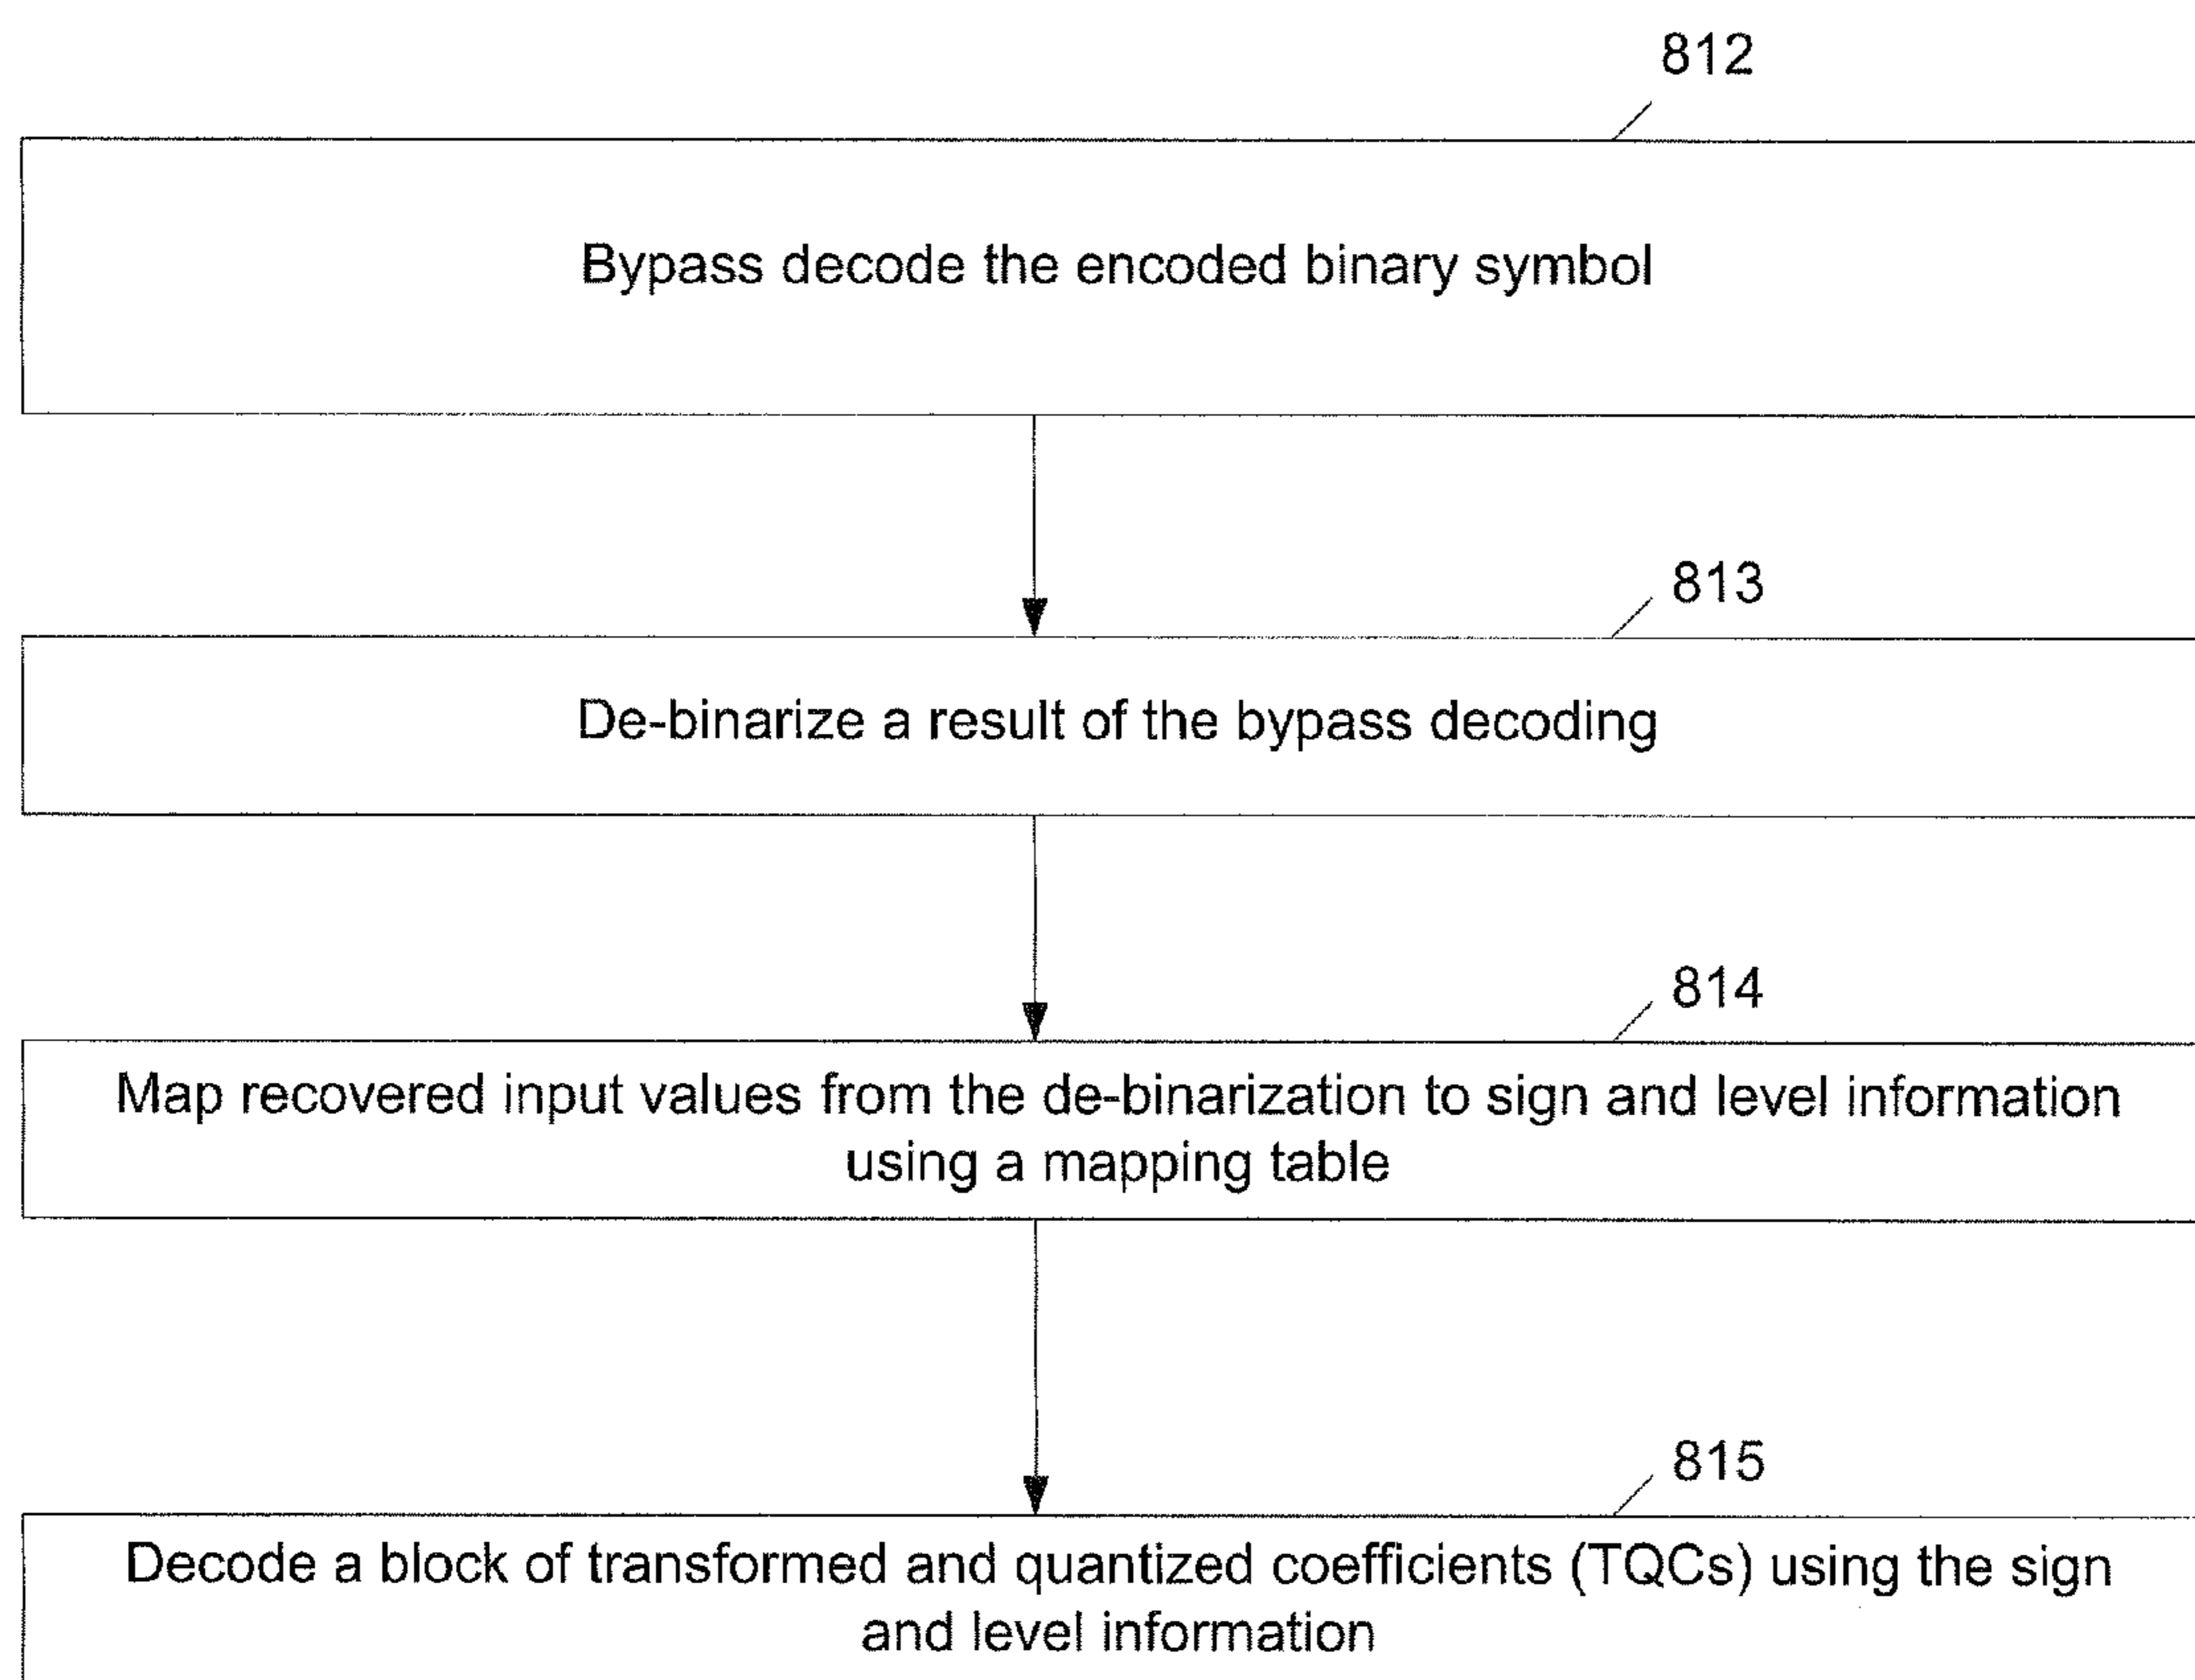 812
Bypass decode the encoded binary symbol
813
De-binarize a result of the bypass decoding
814
Map recovered input values from the de-binarization to sign and level information
using a mapping table
815
Decode a block of transformed and quantized coefficients (TQCs) using the sign
and level information